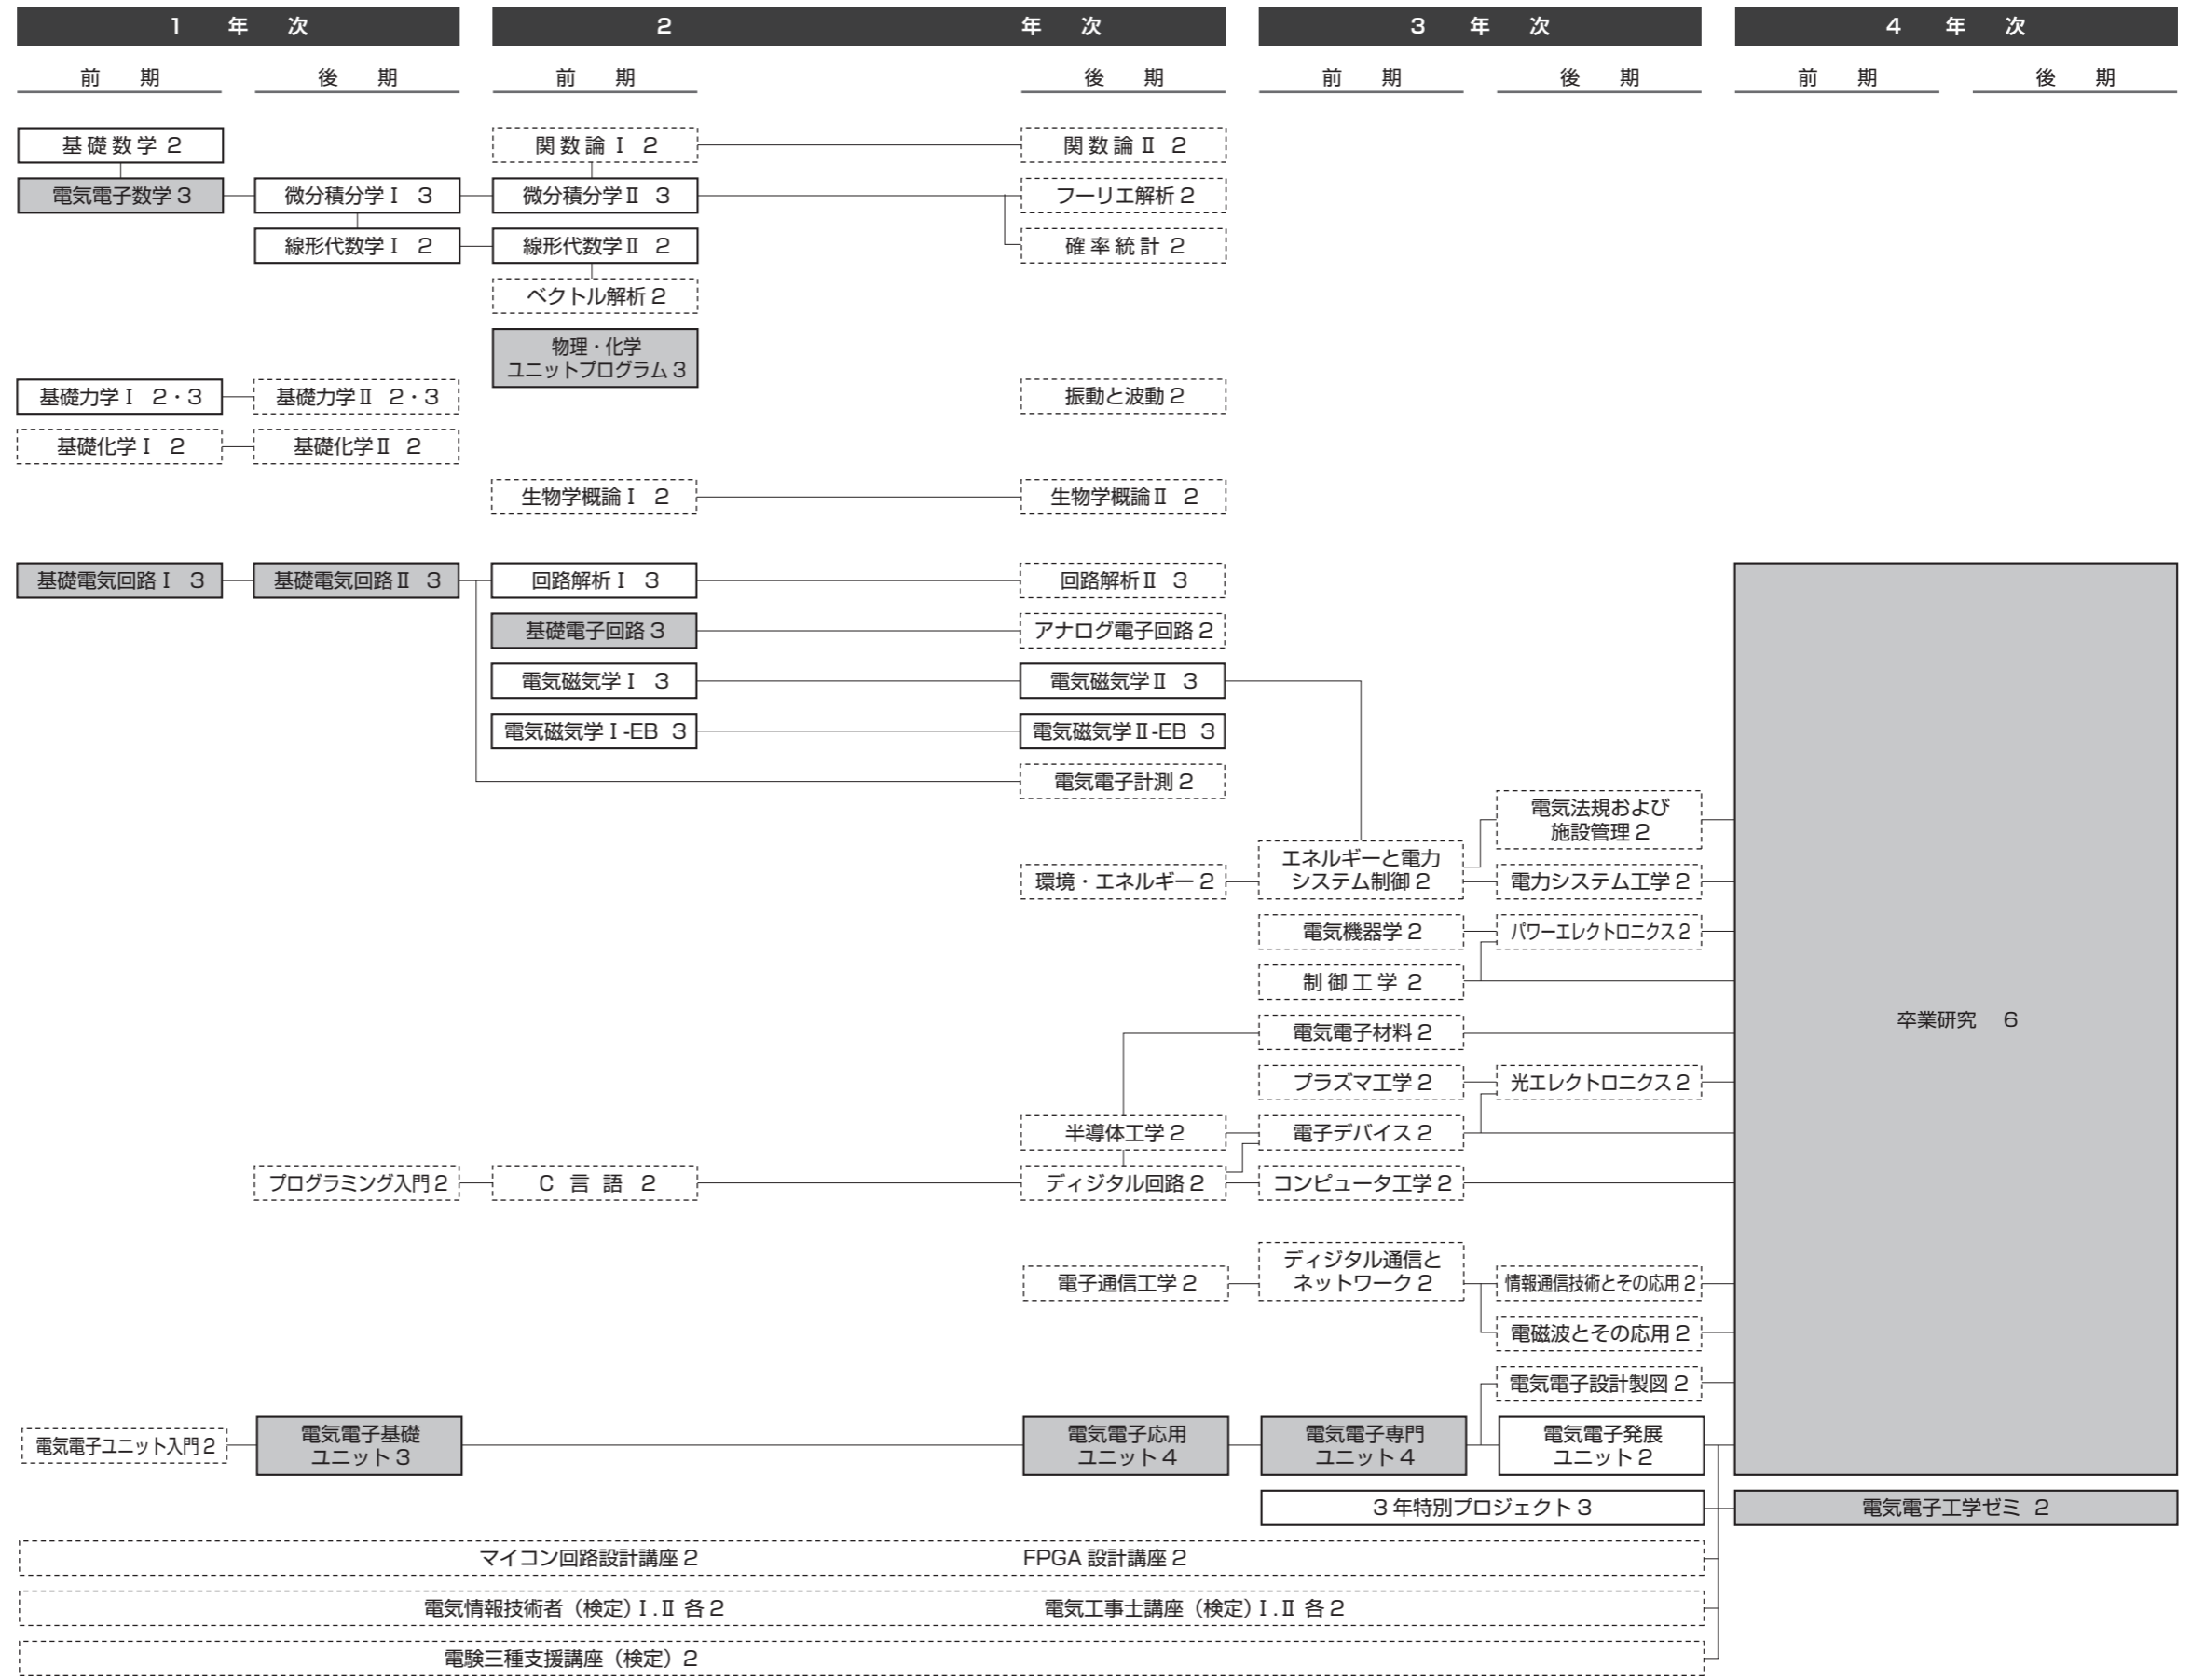 1 年 次
2 年 次
3 年 次
4 年 次
前 期
後 期
前 期
後 期
前 期
後 期
前 期
後 期
基礎数学 2
関数論Ⅰ 2
関数論Ⅱ 2
電気電子数学 3
微分積分学Ⅰ 3
微分積分学Ⅱ 3
フーリエ解析 2
線形代数学Ⅰ 2
線形代数学Ⅱ 2
確率統計 2
ベクトル解析 2
物理・化学
ユニットプログラム 3
基礎力学Ⅰ 2・3
基礎力学Ⅱ 2・3
振動と波動 2
基礎化学Ⅰ 2
基礎化学Ⅱ 2
生物学概論Ⅰ 2
生物学概論Ⅱ 2
基礎電気回路Ⅰ 3
基礎電気回路Ⅱ 3
回路解析Ⅰ 3
回路解析Ⅱ 3
基礎電子回路 3
アナログ電子回路 2
電気磁気学Ⅰ 3
電気磁気学Ⅱ 3
電気磁気学Ⅰ-EB 3
電気磁気学Ⅱ-EB 3
電気電子計測 2
電気法規および
施設管理 2
環境・エネルギー 2
エネルギーと電力
システム制御 2
電力システム工学 2
電気機器学 2
パワーエレクトロニクス 2
制御工学 2
卒業研究 6
電気電子材料 2
プラズマ工学 2
光エレクトロニクス 2
半導体工学 2
電子デバイス 2
プログラミング入門 2
C 言 語 2
ディジタル回路 2
コンピュータ工学 2
電子通信工学 2
ディジタル通信と
ネットワーク 2
情報通信技術とその応用 2
電磁波とその応用 2
電気電子設計製図 2
電気電子ユニット入門 2
電気電子基礎
ユニット 3
電気電子応用
ユニット 4
電気電子専門
ユニット 4
電気電子発展
ユニット 2
3 年特別プロジェクト 3
電気電子工学ゼミ 2
マイコン回路設計講座 2
FPGA 設計講座 2
電気情報技術者（検定）Ⅰ.Ⅱ 各 2
電気工事士講座（検定）Ⅰ.Ⅱ 各 2
電験三種支援講座（検定）2